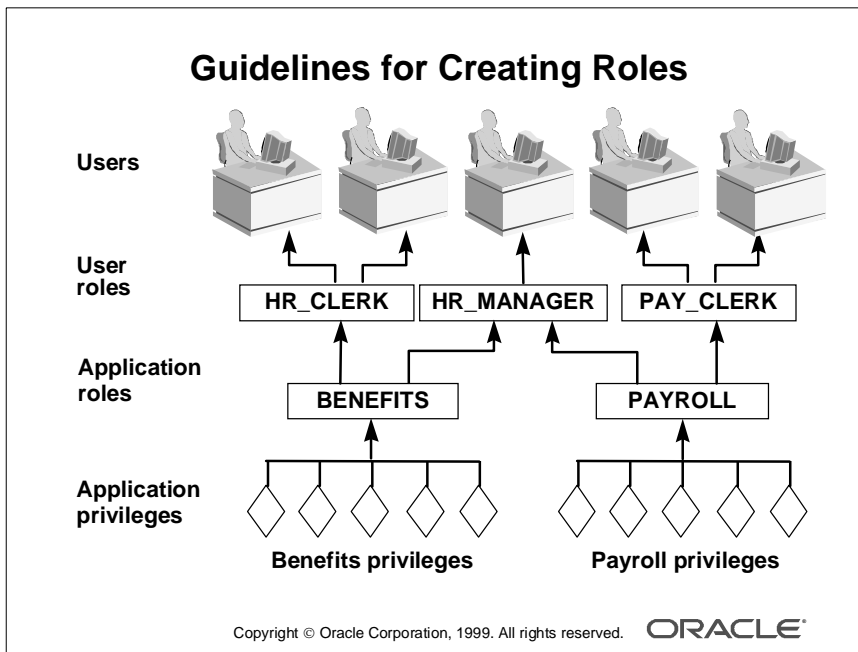 Guidelines for Creating Roles
Users
User
roles
HR_CLERK
HR_MANAGER
PAY_CLERK
Application
roles
BENEFITS
PAYROLL
Application
privileges
Benefits privileges
Payroll privileges
Copyright © Oracle Corporation, 1999. All rights reserved.
ORACLE®